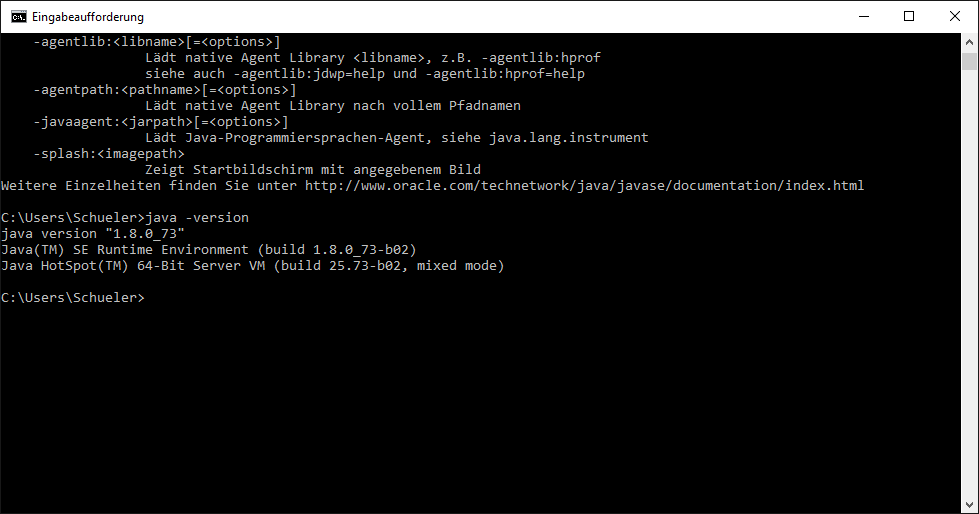 Eingabeaufforderung
-agentlib:<libname>[=<options>]
Lädt native Agent Library <libname>, z.B. -agentlib:hprof
siehe auch -agentlib:jdwp=help und -agentlib:hprof=help
-agentpath:<pathname>[=<options>]
Lädt native Agent Library nach vollem Pfadnamen
-javaagent:<jarpath>[=<options>]
Lädt Java-Programmiersprachen-Agent, siehe java.lang.instrument
-splash:<imagepath>
Zeigt Startbildschirm mit angegebenem Bild
Weitere Einzelheiten finden Sie unter http://www.oracle.com/technetwork/java/javase/documentation/index.html
C:\Users\Schueler>java -version
java version "1.8.0_73"
Java(TM) SE Runtime Environment (build 1.8.0_73-b02)
Java HotSpot(TM) 64-Bit Server VM (build 25.73-b02, mixed mode)
C:\Users\Schueler>